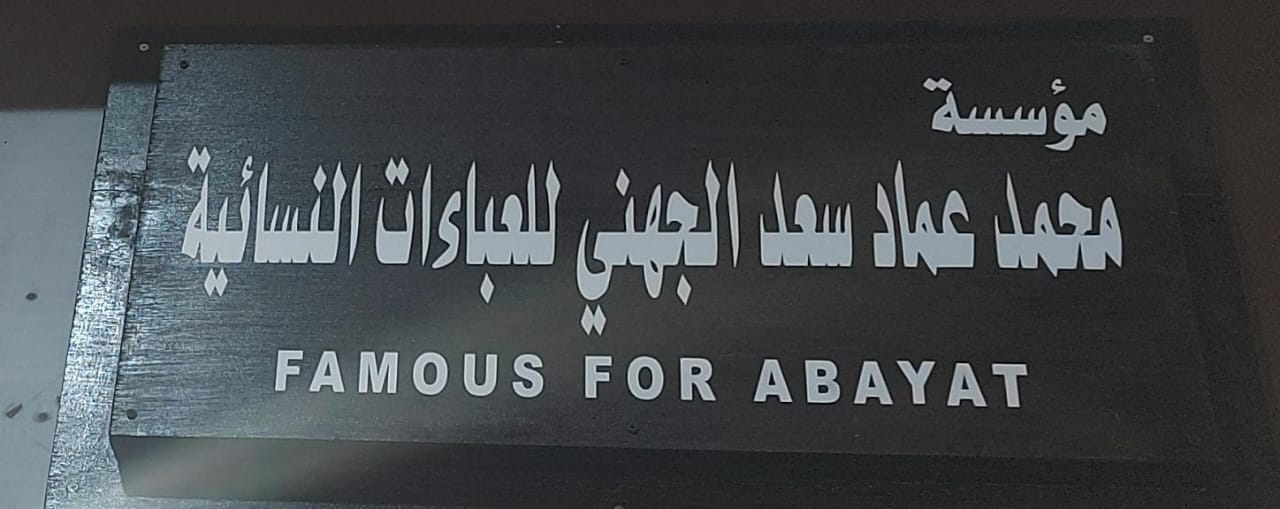 مؤسسة
محمد عماد سعد الجهني للعباءات النسائية
FAMOUS FOR ABAYAT